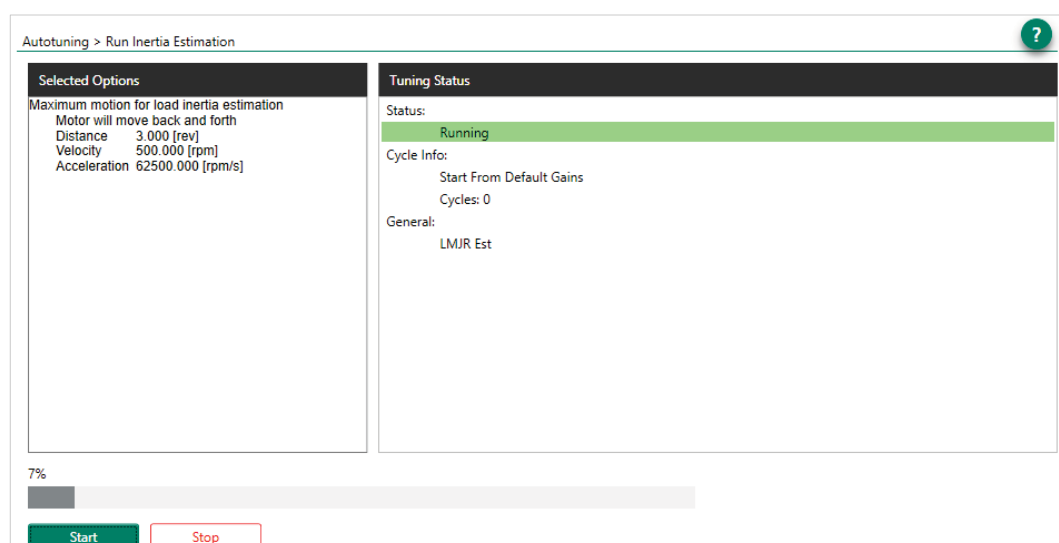 Autotuning > Run Inertia Estimation
?
Selected Options
Maximum motion for load inertia estimation
Motor will move back and forth
Distance 3.000 [rev]
Velocity 500.000 [rpm]
Acceleration 62500.000 [rpm/s]
Tuning Status
Status:
Running
Cycle Info:
Start From Default Gains
Cycles: 0
General:
LMJR Est
7%
Start Stop